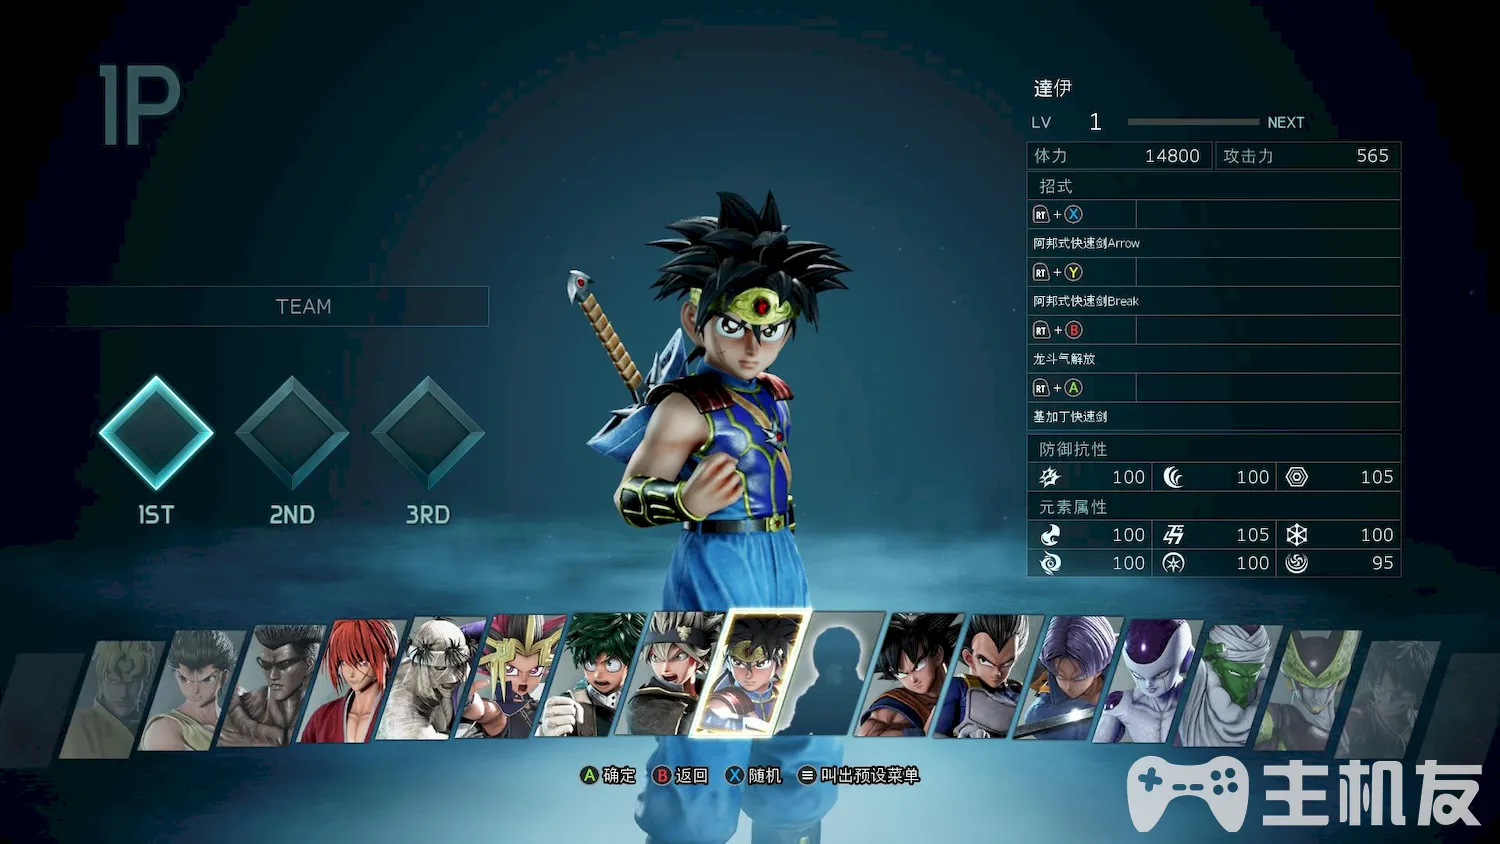 1P
達伊
LV 1 NEXT
体力 14800 攻击力 565
招式
RT + X
阿邦式快速剑Arrow
RT + Y
阿邦式快速剑Break
RT + B
龙斗气解放
RT + A
基加丁快速剑
防御抗性
100 100 105
元素属性
100 105 100
100 100 95
TEAM
1ST 2ND 3RD
A 确定 B 返回 X 随机 叫出预设菜单
主机友